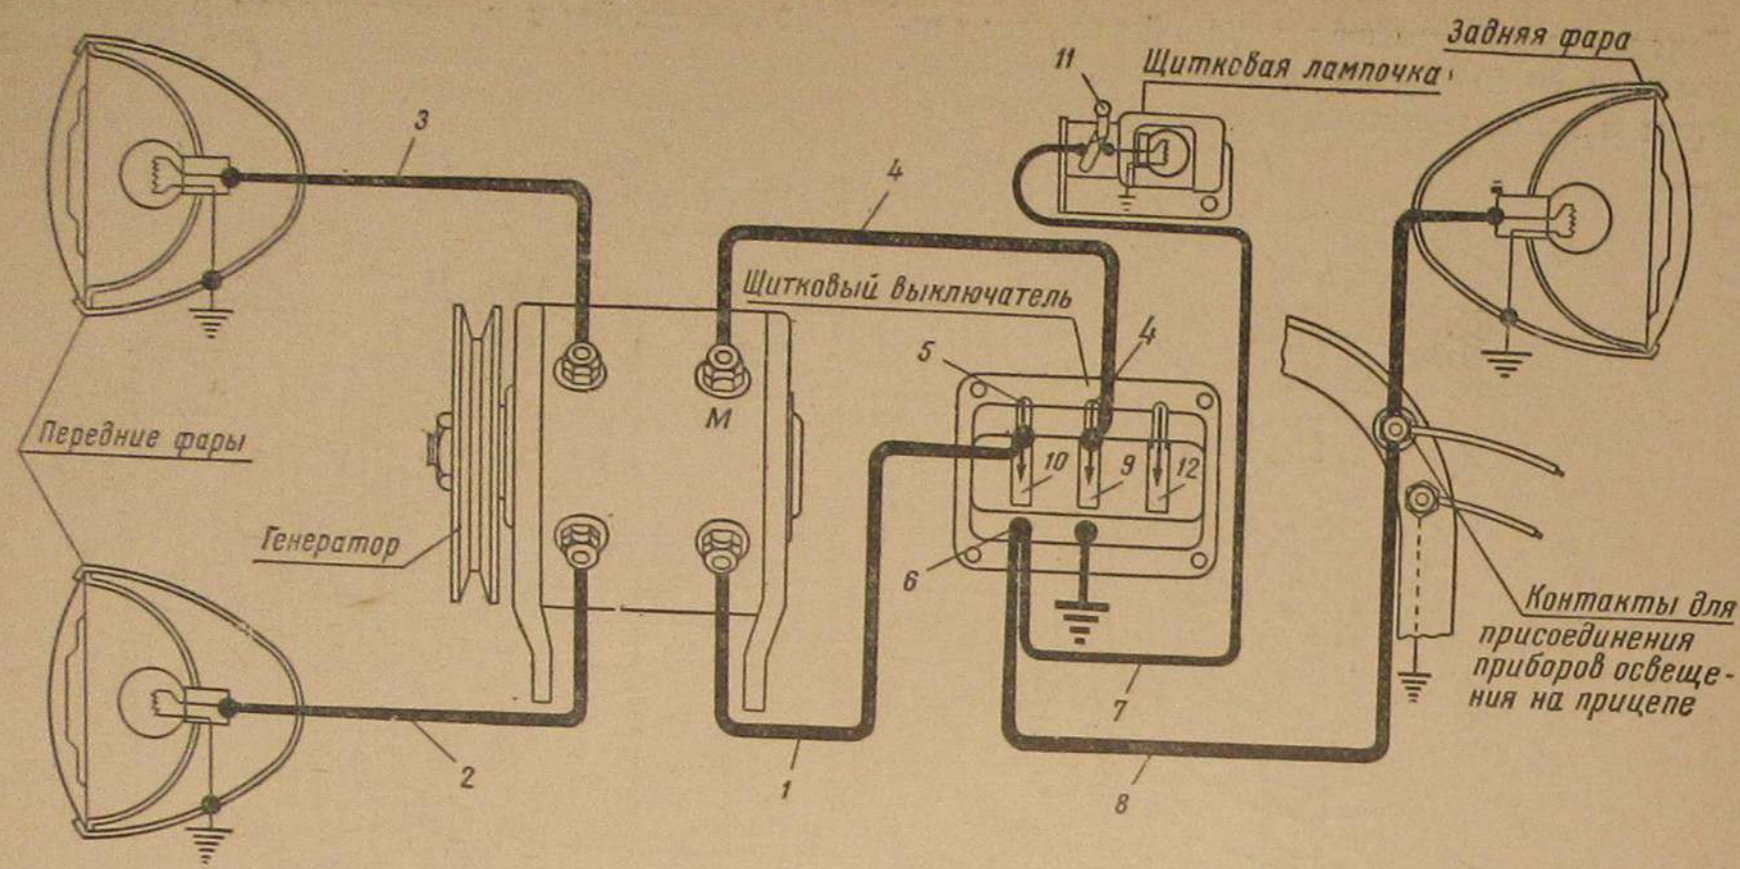 Задняя фара
11
Щитковая лампочка
3
4
Щитковый выключатель
5
4
М
Передние фары
10
9
12
Генератор
6
Контакты для
присоединения
приборов освеще-
ния на прицепе
7
2
1
8